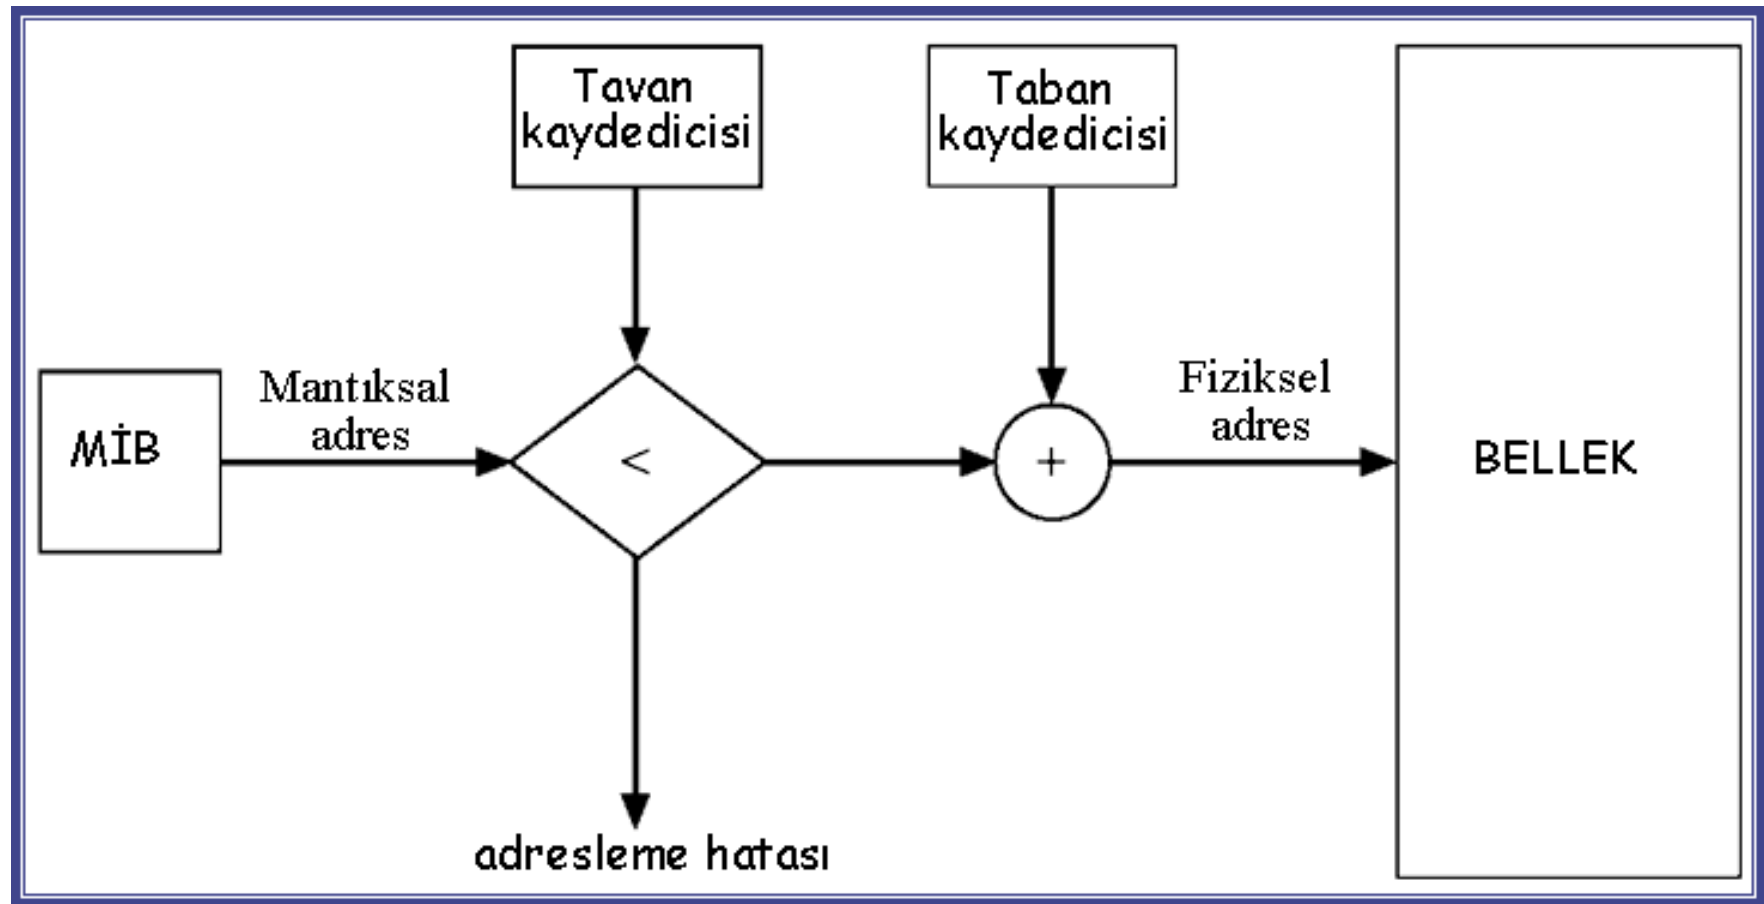 Tavan
kaydedicisi
Taban
kaydedicisi
MİB
Mantıksal
adres
<
+
Fiziksel
adres
BELLEK
adresleme hatası